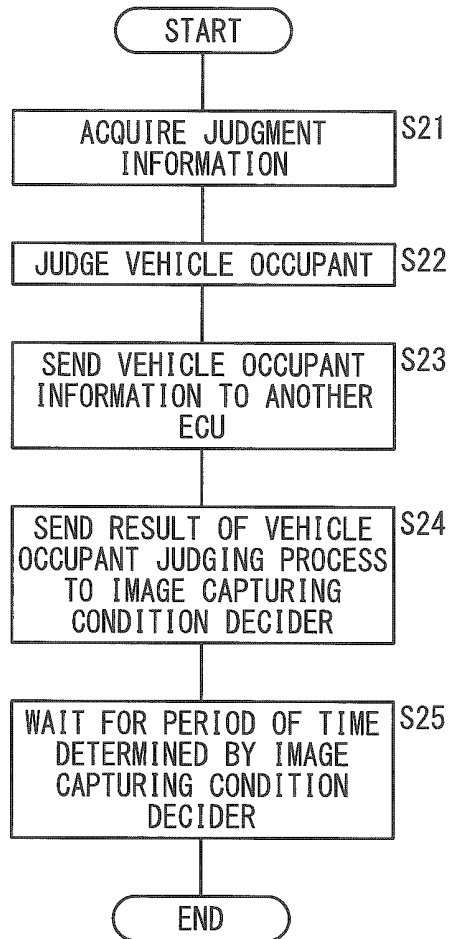 START
ACQUIRE JUDGMENT
INFORMATION
S21
JUDGE VEHICLE OCCUPANT
S22
SEND VEHICLE OCCUPANT
INFORMATION TO ANOTHER
ECU
S23
SEND RESULT OF VEHICLE
OCCUPANT JUDGING PROCESS
TO IMAGE CAPTURING
CONDITION DECIDER
S24
WAIT FOR PERIOD OF TIME
DETERMINED BY IMAGE
CAPTURING CONDITION
DECIDER
S25
END